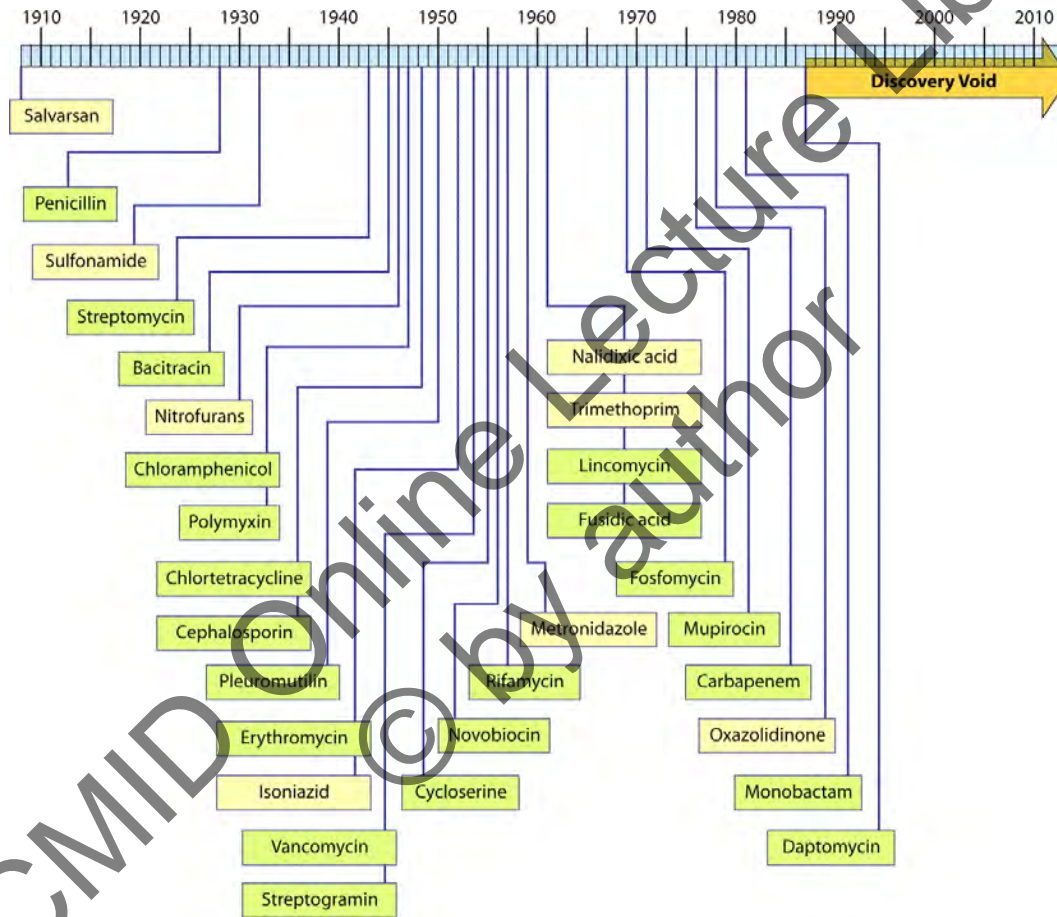 1910 1920 1930 1940 1950 1960 1970 1980 1990 2000 2010
Discovery Void
Salvarsan
Penicillin
Sulfonamide
Streptomycin
Bacitracin
Nitrofurans
Chloramphenicol
Polymyxin
Chlortetracycline
Cephalosporin
Pleuromutilin
Erythromycin
Isoniazid
Vancomycin
Streptogramin
Cycloserine
Novobiocin
Rifamycin
Metronidazole
Nalidixic acid
Trimethoprim
Lincomycin
Fusidic acid
Fosfomycin
Mupirocin
Carbapenem
Oxazolidinone
Monobactam
Daptomycin
CMID Online Lecture
© by author